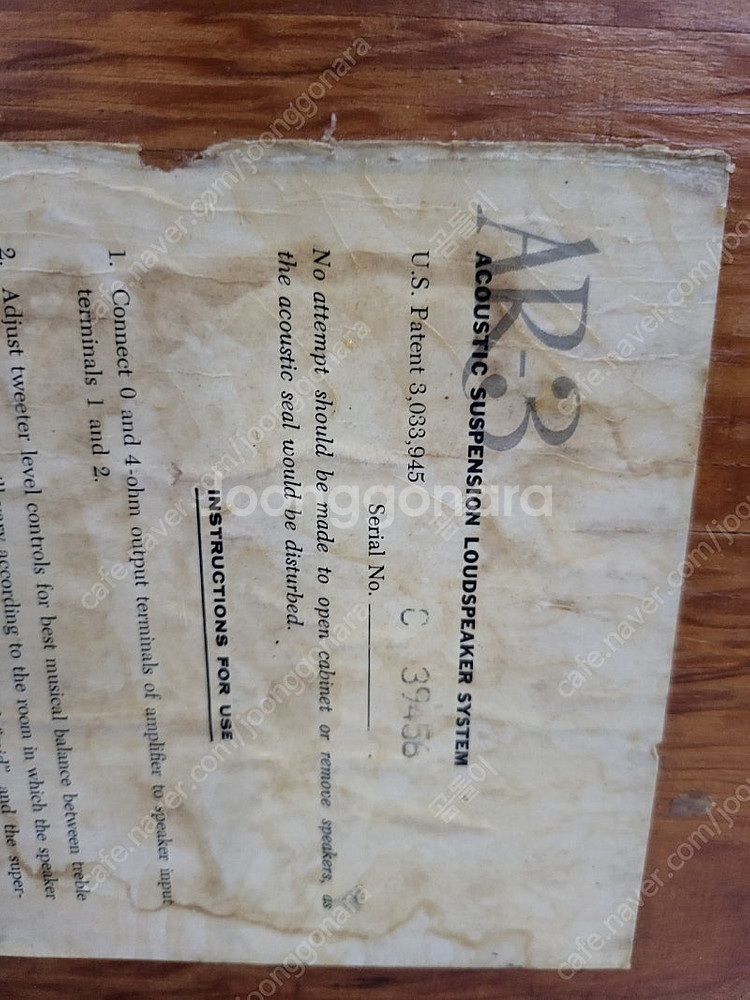 AR-3
ACOUSTIC SUSPENSION LOUDSPEAKER SYSTEM
U.S. Patent 3,033,945
Serial No. C 39456
No attempt should be made to open cabinet or remove speakers, as
the acoustic seal would be disturbed.
INSTRUCTIONS FOR USE
1. Connect 0 and 4-ohm output terminals of amplifier to speaker input
terminals 1 and 2.
2. Adjust tweeter level controls for best musical balance between treble
according to the room in which the speaker
and the super-
joonggonara
cafe.naver.com/joonggonara